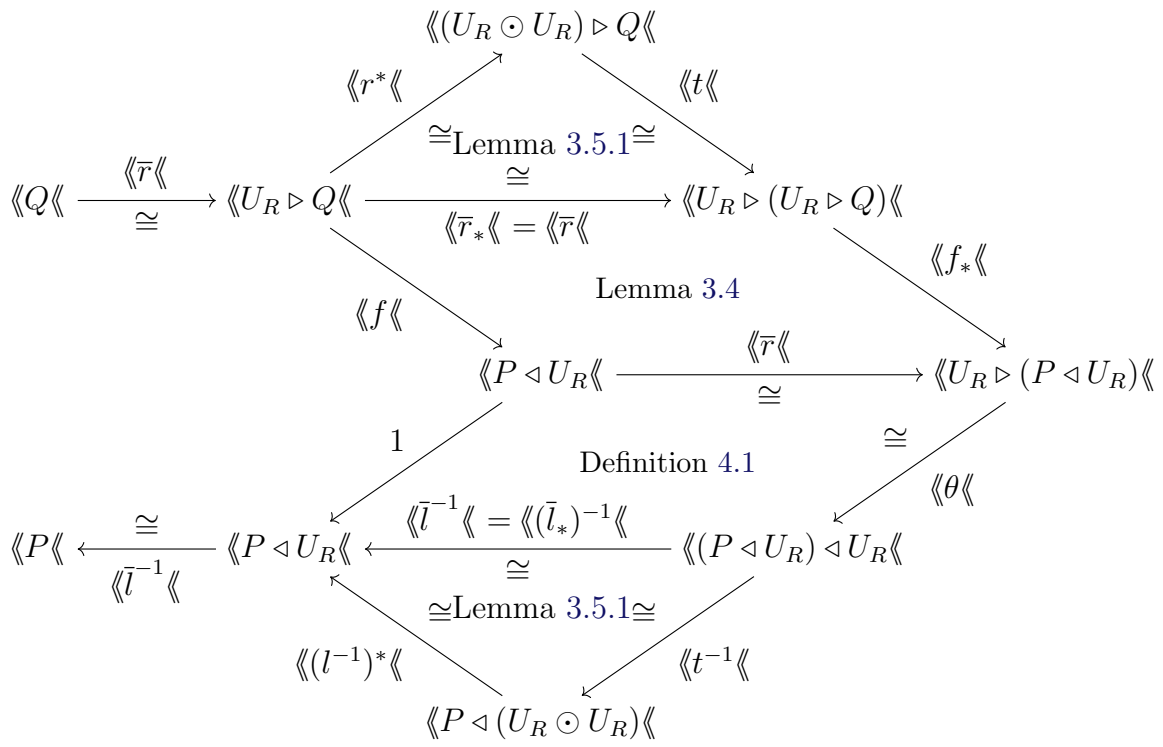 ⟪(U_R ⊙ U_R) ▹ Q⟪
⟪r^*⟪ ⟪t⟪
≅ Lemma 3.5.1 ≅
⟪Q⟪ ⟪r̅⟪ ≅ ⟪U_R ▹ Q⟪ ≅ ⟪r̅_*⟪ = ⟪r̅⟪ ⟪U_R ▹ (U_R ▹ Q)⟪
⟪f⟪ Lemma 3.4 ⟪f_*⟪
⟪P ◃ U_R⟪ ⟪r̅⟪ ≅ ⟪U_R ▹ (P ◃ U_R)⟪
1 Definition 4.1 ≅ ⟪θ⟪
⟪P⟪ ≅ ⟪l̅^{-1}⟪ ⟪P ◃ U_R⟪ ⟪l̅^{-1}⟪ = ⟪(l̅_*)^{-1}⟪ ≅ ⟪(P ◃ U_R) ◃ U_R⟪
≅ Lemma 3.5.1 ≅
⟪(l^{-1})^*⟪ ⟪t^{-1}⟪
⟪P ◃ (U_R ⊙ U_R)⟪